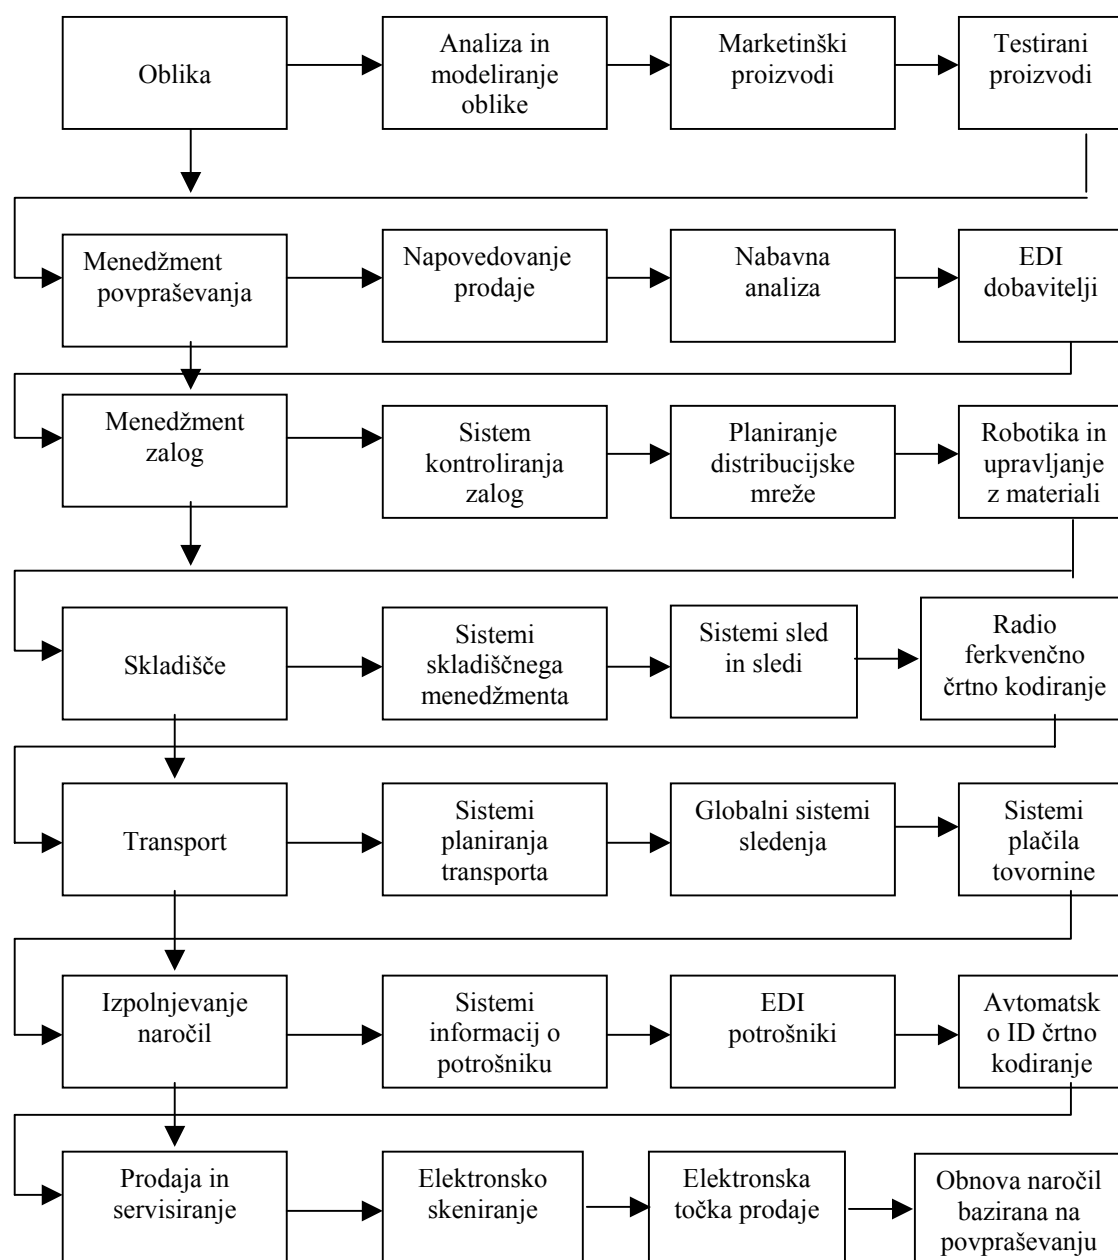 Oblika
Analiza in
modeliranje
oblike
Marketinški
proizvodi
Testirani
proizvodi
Menedžment
povpraševanja
Napovedovanje
prodaje
Nabavna
analiza
EDI
dobavitelji
Menedžment
zalog
Sistem
kontroliranja
zalog
Planiranje
distribucijske
mreže
Robotika in
upravljanje
z materiali
Skladišče
Sistemi
skladiščnega
menedžmenta
Sistemi sled
in sledi
Radio
ferkvenčno
črtno kodiranje
Transport
Sistemi
planiranja
transporta
Globalni sistemi
sledenja
Sistemi
plačila
tovornine
Izpolnjevanje
naročil
Sistemi
informacij o
potrošniku
EDI
potrošniki
Avtomatsk
o ID črtno
kodiranje
Prodaja in
servisiranje
Elektronsko
skeniranje
Elektronska
točka prodaje
Obnova naročil
bazirana na
povpraševanju